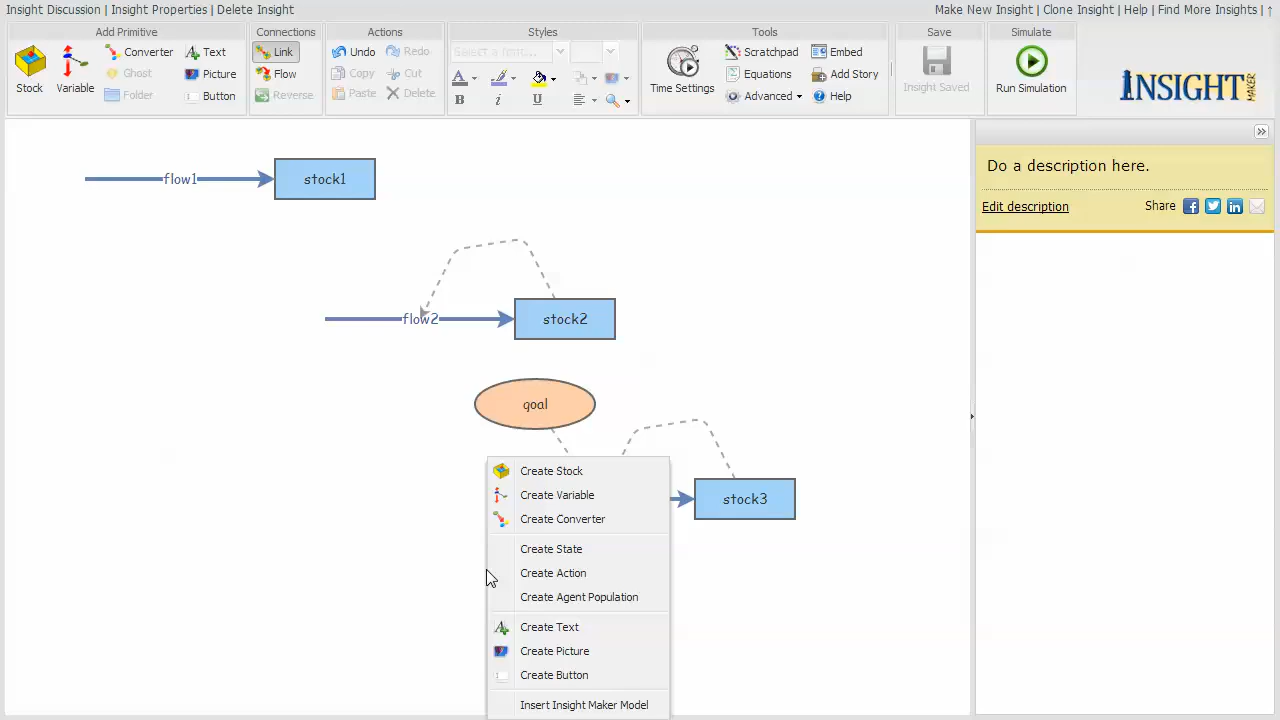 Insight Discussion | Insight Properties | Delete Insight
Make New Insight | Clone Insight | Help | Find More Insights | ↑
Add Primitive
Connections
Actions
Styles
Tools
Save
Simulate
Stock
Variable
Converter
Ghost
Folder
Text
Picture
Button
Link
Flow
Reverse
Undo
Redo
Copy
Cut
Paste
Delete
Select a font...
A
B i U
Time Settings
Scratchpad
Equations
Advanced
Embed
Add Story
Help
Insight Saved
Run Simulation
INSIGHT
MAKER
Do a description here.
Edit description
Share
flow1
stock1
flow2
stock2
goal
stock3
Create Stock
Create Variable
Create Converter
Create State
Create Action
Create Agent Population
Create Text
Create Picture
Create Button
Insert Insight Maker Model